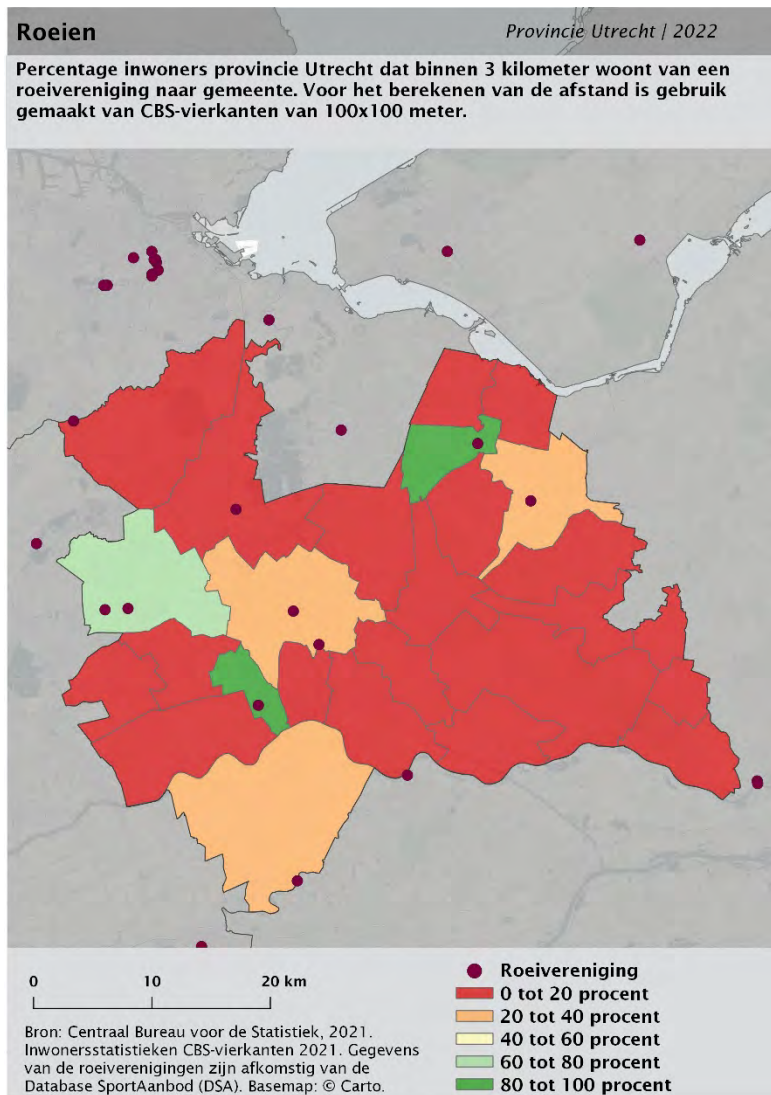 Roeien
Provincie Utrecht | 2022
Percentage inwoners provincie Utrecht dat binnen 3 kilometer woont van een
roeivereniging naar gemeente. Voor het berekenen van de afstand is gebruik
gemaakt van CBS-vierkanten van 100x100 meter.
0 10 20 km
Bron: Centraal Bureau voor de Statistiek, 2021.
Inwonersstatistieken CBS-vierkanten 2021. Gegevens
van de roeiverenigingen zijn afkomstig van de
Database SportAanbod (DSA). Basemap: © Carto.
Roeivereniging
0 tot 20 procent
20 tot 40 procent
40 tot 60 procent
60 tot 80 procent
80 tot 100 procent